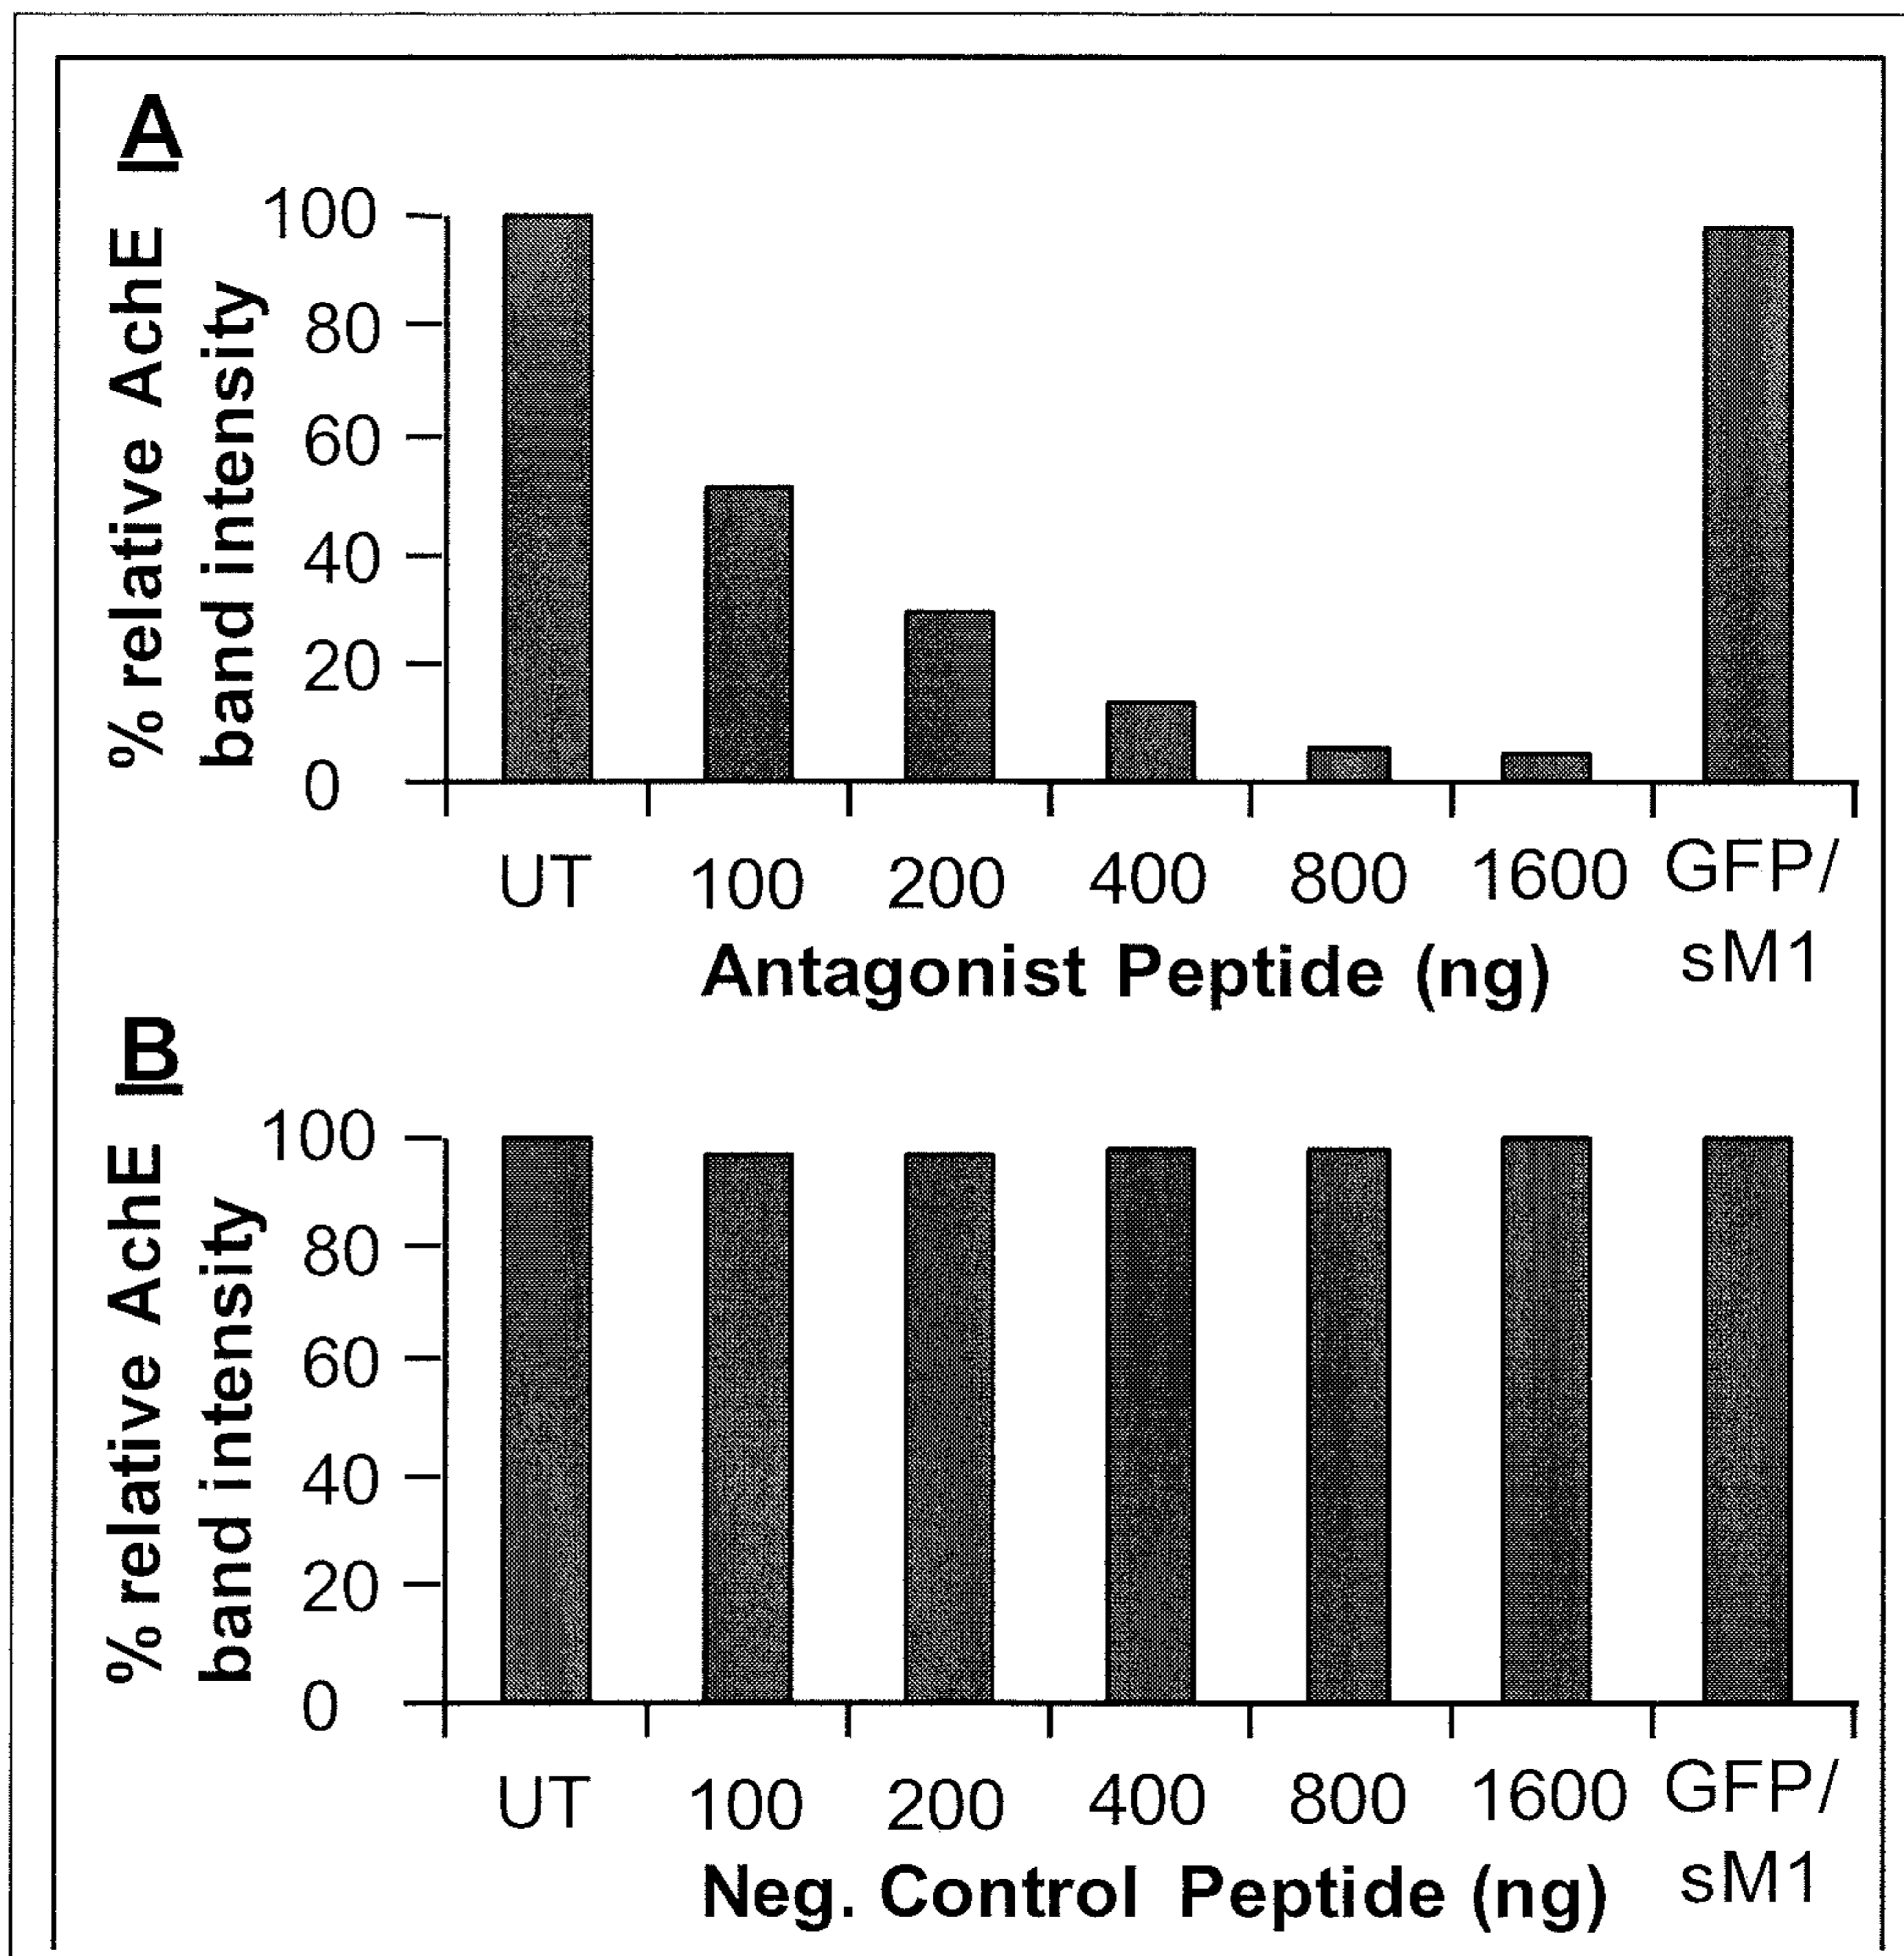 A
% relative AchE
band intensity
100
80
60
40
20
0
UT 100 200 400 800 1600 GFP/
sM1
Antagonist Peptide (ng)
B
% relative AchE
band intensity
100
80
60
40
20
0
UT 100 200 400 800 1600 GFP/
sM1
Neg. Control Peptide (ng)